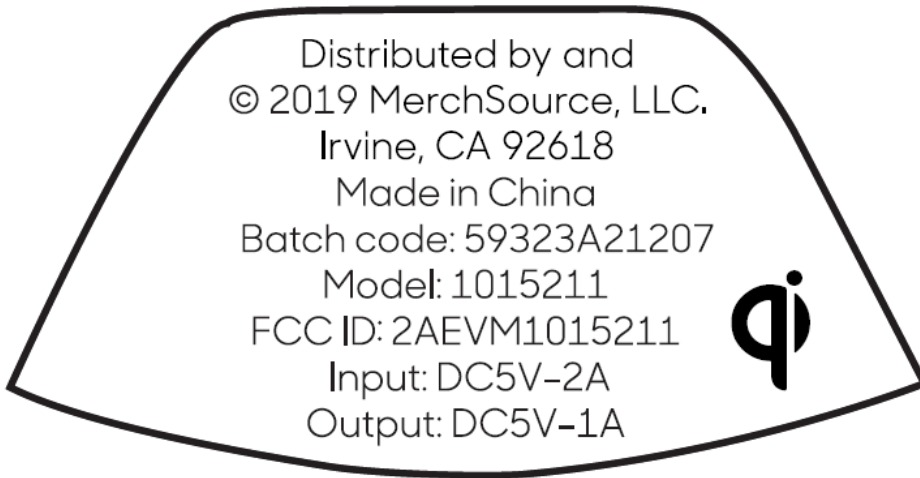 Distributed by and
© 2019 MerchSource, LLC.
Irvine, CA 92618
Made in China
Batch code: 59323A21207
Model: 1015211
FCC ID: 2AEVM1015211
Input: DC5V-2A
Output: DC5V-1A
qi